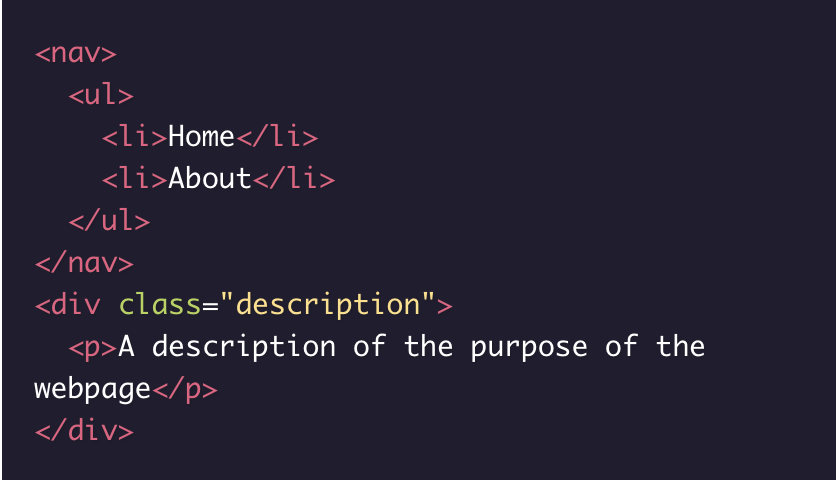 <nav>
  <ul>
    <li>Home</li>
    <li>About</li>
  </ul>
</nav>
<div class="description">
  <p>A description of the purpose of the
webpage</p>
</div>